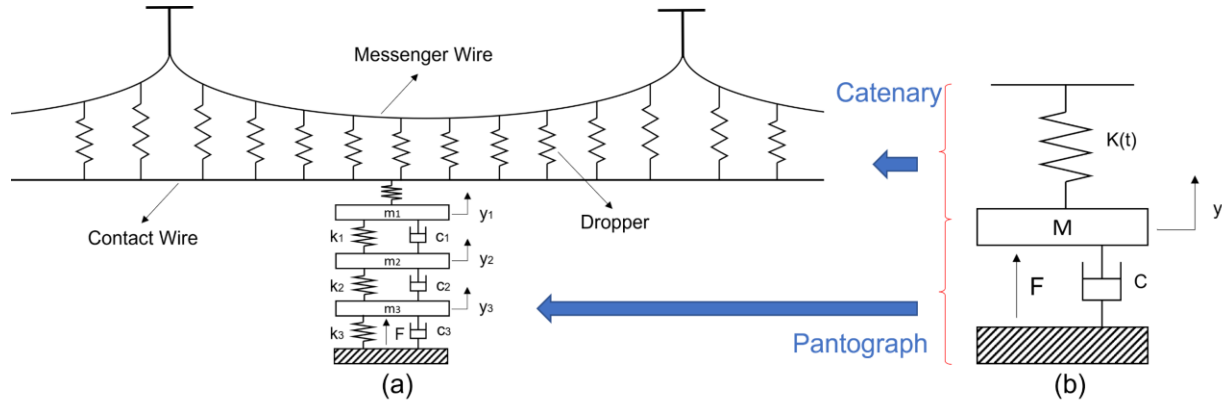 Messenger Wire
Catenary
K(t)
y
Contact Wire
Dropper
m₁
y₁
k₁
c₁
m₂
y₂
k₂
c₂
m₃
y₃
k₃
F
c₃
M
F
C
Pantograph
(a)
(b)